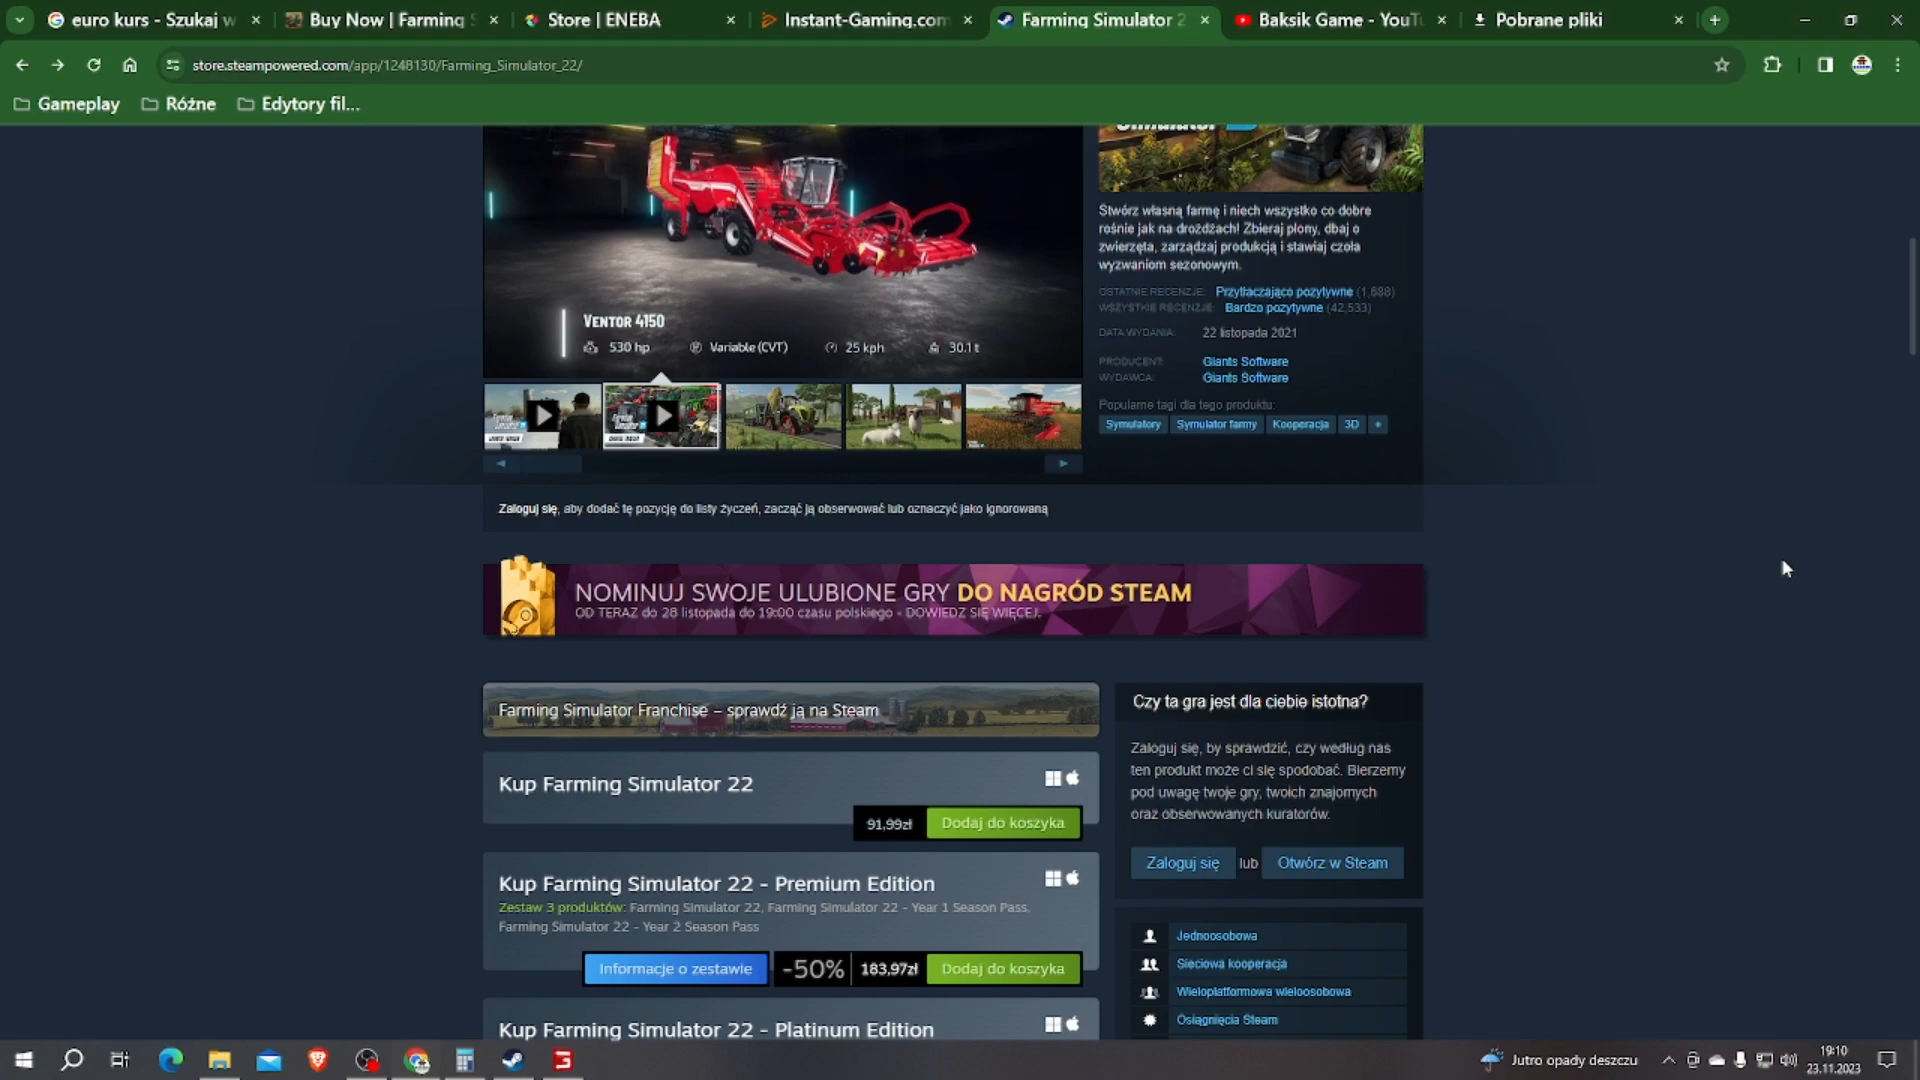 euro kurs - Szukaj w
Buy Now | Farming S
Store | ENEBA
Instant-Gaming.com
Farming Simulator 2
Baksik Game - YouTu
Pobrane pliki
store.steampowered.com/app/1248130/Farming_Simulator_22/
Gameplay
Różne
Edytory fil...
VENTOR 4150
530 hp
Variable (CVT)
25 kph
30.1 t
Stwórz własną farmę i niech wszystko co dobre
rośnie jak na drożdżach! Zbieraj plony, dbaj o
zwierzęta, zarządzaj produkcją i stawiaj czoła
wyzwaniom sezonowym.
OSTATNIE RECENZJE: Przytłaczająco pozytywne (1,688)
WSZYSTKIE RECENZJE: Bardzo pozytywne (42,533)
DATA WYDANIA: 22 listopada 2021
PRODUCENT: Giants Software
WYDAWCA: Giants Software
Popularne tagi dla tego produktu:
Symulatory
Symulator farmy
Kooperacja
3D
+
Zaloguj się, aby dodać tę pozycję do listy życzeń, zacząć ją obserwować lub oznaczyć jako ignorowaną
NOMINUJ SWOJE ULUBIONE GRY DO NAGRÓD STEAM
OD TERAZ do 28 listopada do 19:00 czasu polskiego - DOWIEDZ SIĘ WIĘCEJ.
Farming Simulator Franchise – sprawdź ją na Steam
Kup Farming Simulator 22
91,99zł
Dodaj do koszyka
Kup Farming Simulator 22 - Premium Edition
Zestaw 3 produktów: Farming Simulator 22, Farming Simulator 22 - Year 1 Season Pass,
Farming Simulator 22 - Year 2 Season Pass
Informacje o zestawie
-50%
183,97zł
Dodaj do koszyka
Kup Farming Simulator 22 - Platinum Edition
Czy ta gra jest dla ciebie istotna?
Zaloguj się, by sprawdzić, czy według nas
ten produkt może ci się spodobać. Bierzemy
pod uwagę twoje gry, twoich znajomych
oraz obserwowanych kuratorów.
Zaloguj się
lub
Otwórz w Steam
Jednoosobowa
Sieciowa kooperacja
Wieloplatformowa wieloosobowa
Osiągnięcia Steam
Jutro opady deszczu
19:10
23.11.2023